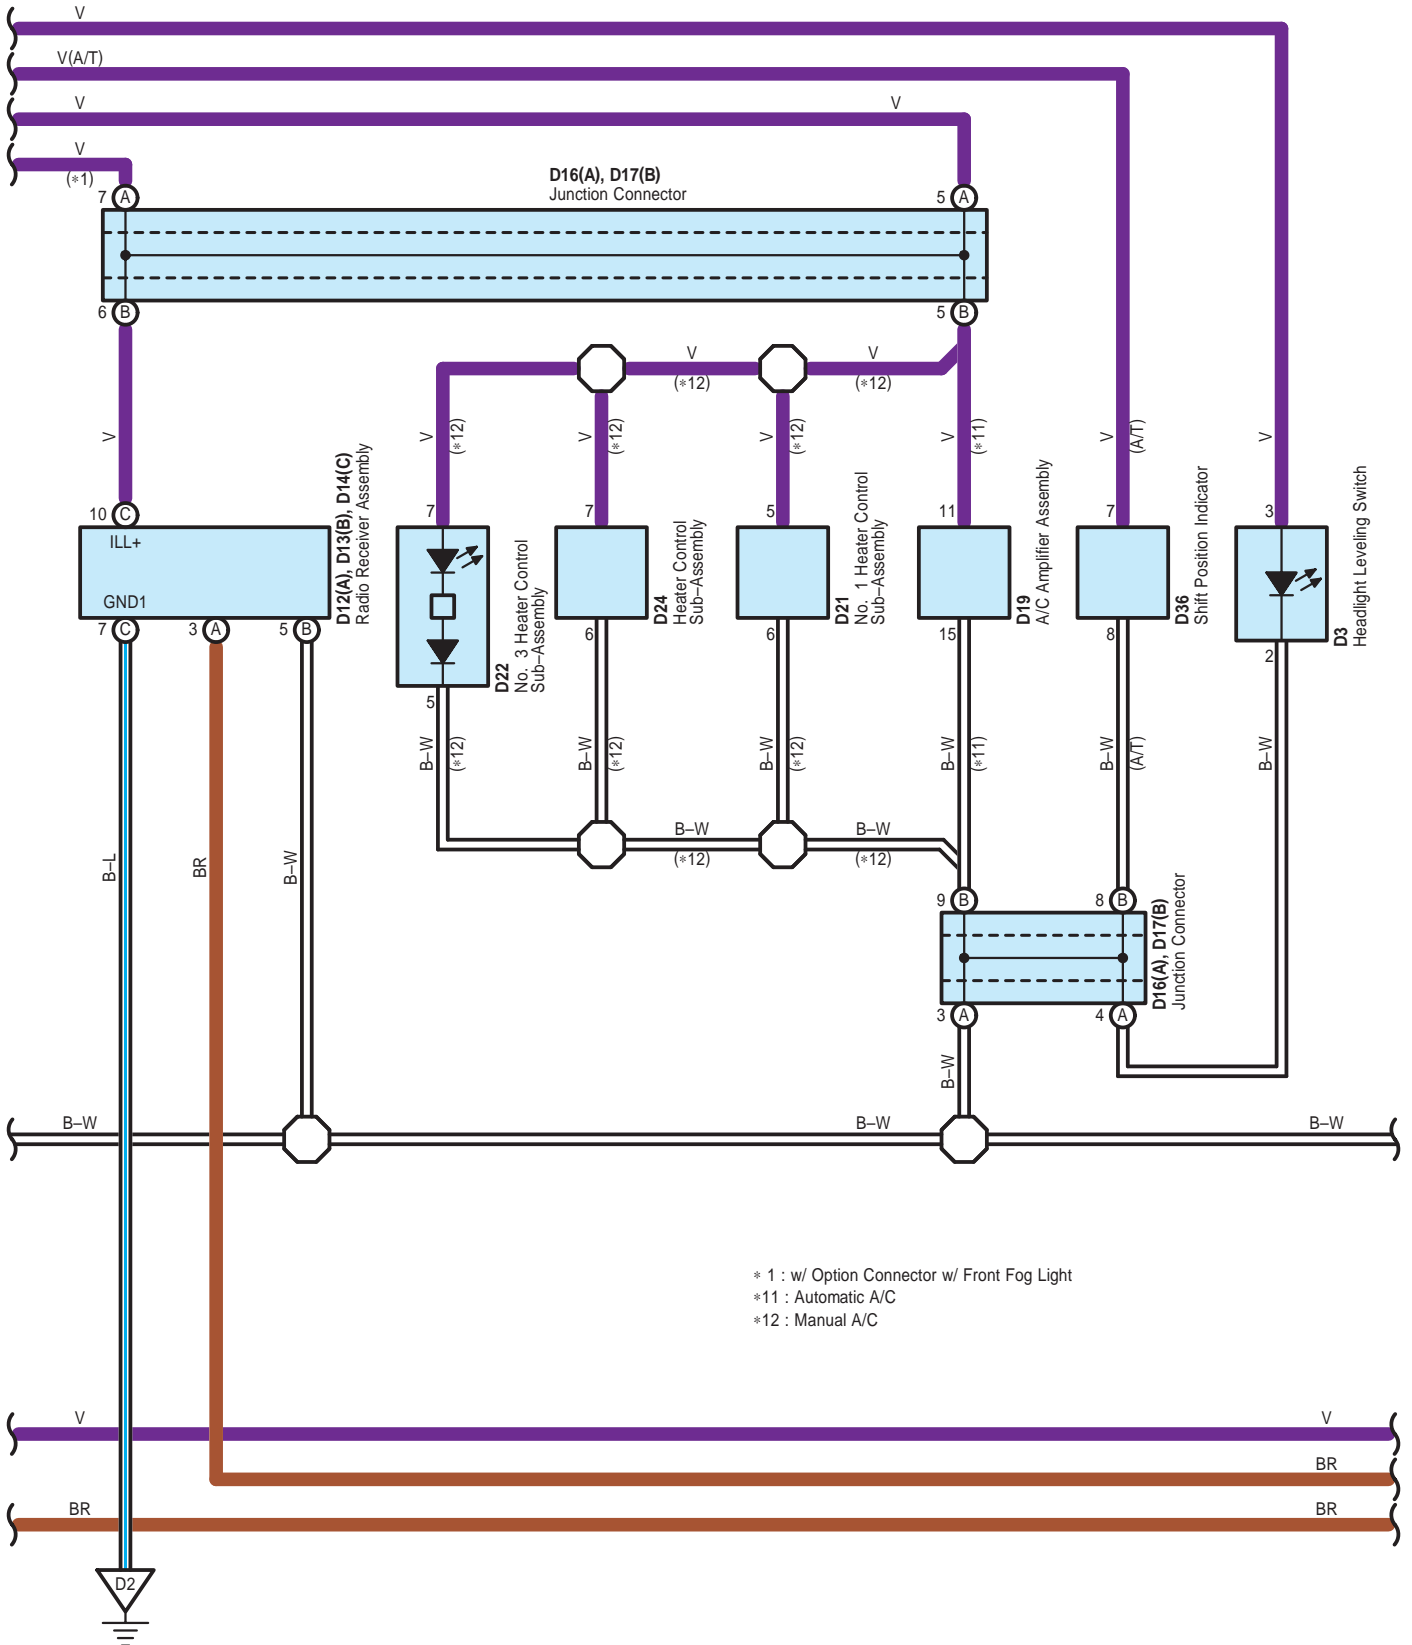 V
V(A/T)
V
V
V
(∗1)
D16(A), D17(B)
Junction Connector
7
A
5
A
6
B
5
B
V
(∗12)
V
(∗12)
V
V
(∗12)
V
(∗12)
V
(∗12)
V
(∗11)
V
(A/T)
V
10
C
ILL+
GND1
7
C
3
A
5
B
D12(A), D13(B), D14(C)
Radio Receiver Assembly
7
5
D22
No. 3 Heater Control
Sub–Assembly
7
6
D24
Heater Control
Sub–Assembly
5
6
D21
No. 1 Heater Control
Sub–Assembly
11
15
D19
A/C Amplifier Assembly
7
8
D36
Shift Position Indicator
3
2
D3
Headlight Leveling Switch
B–W
(∗12)
B–W
(∗12)
B–W
(∗12)
B–W
(∗11)
B–W
(A/T)
B–W
B–W
(∗12)
B–W
(∗12)
B–L
BR
B–W
9
B
8
B
D16(A), D17(B)
Junction Connector
3
A
4
A
B–W
B–W
B–W
B–W
∗ 1 : w/ Option Connector w/ Front Fog Light
∗11 : Automatic A/C
∗12 : Manual A/C
V
V
BR
BR
BR
D2